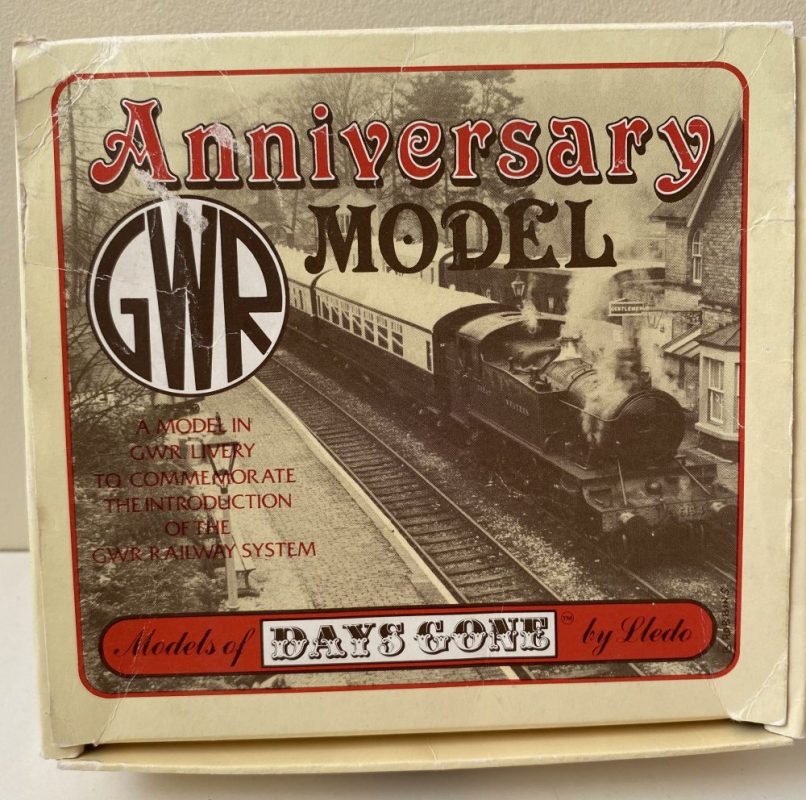 Anniversary
MODEL
GWR
GENTLEMEN
A MODEL IN
GWR LIVERY
TO COMMEMORATE
THE INTRODUCTION
OF THE
GWR RAILWAY SYSTEM
Models of DAYS GONE ™ by Lledo